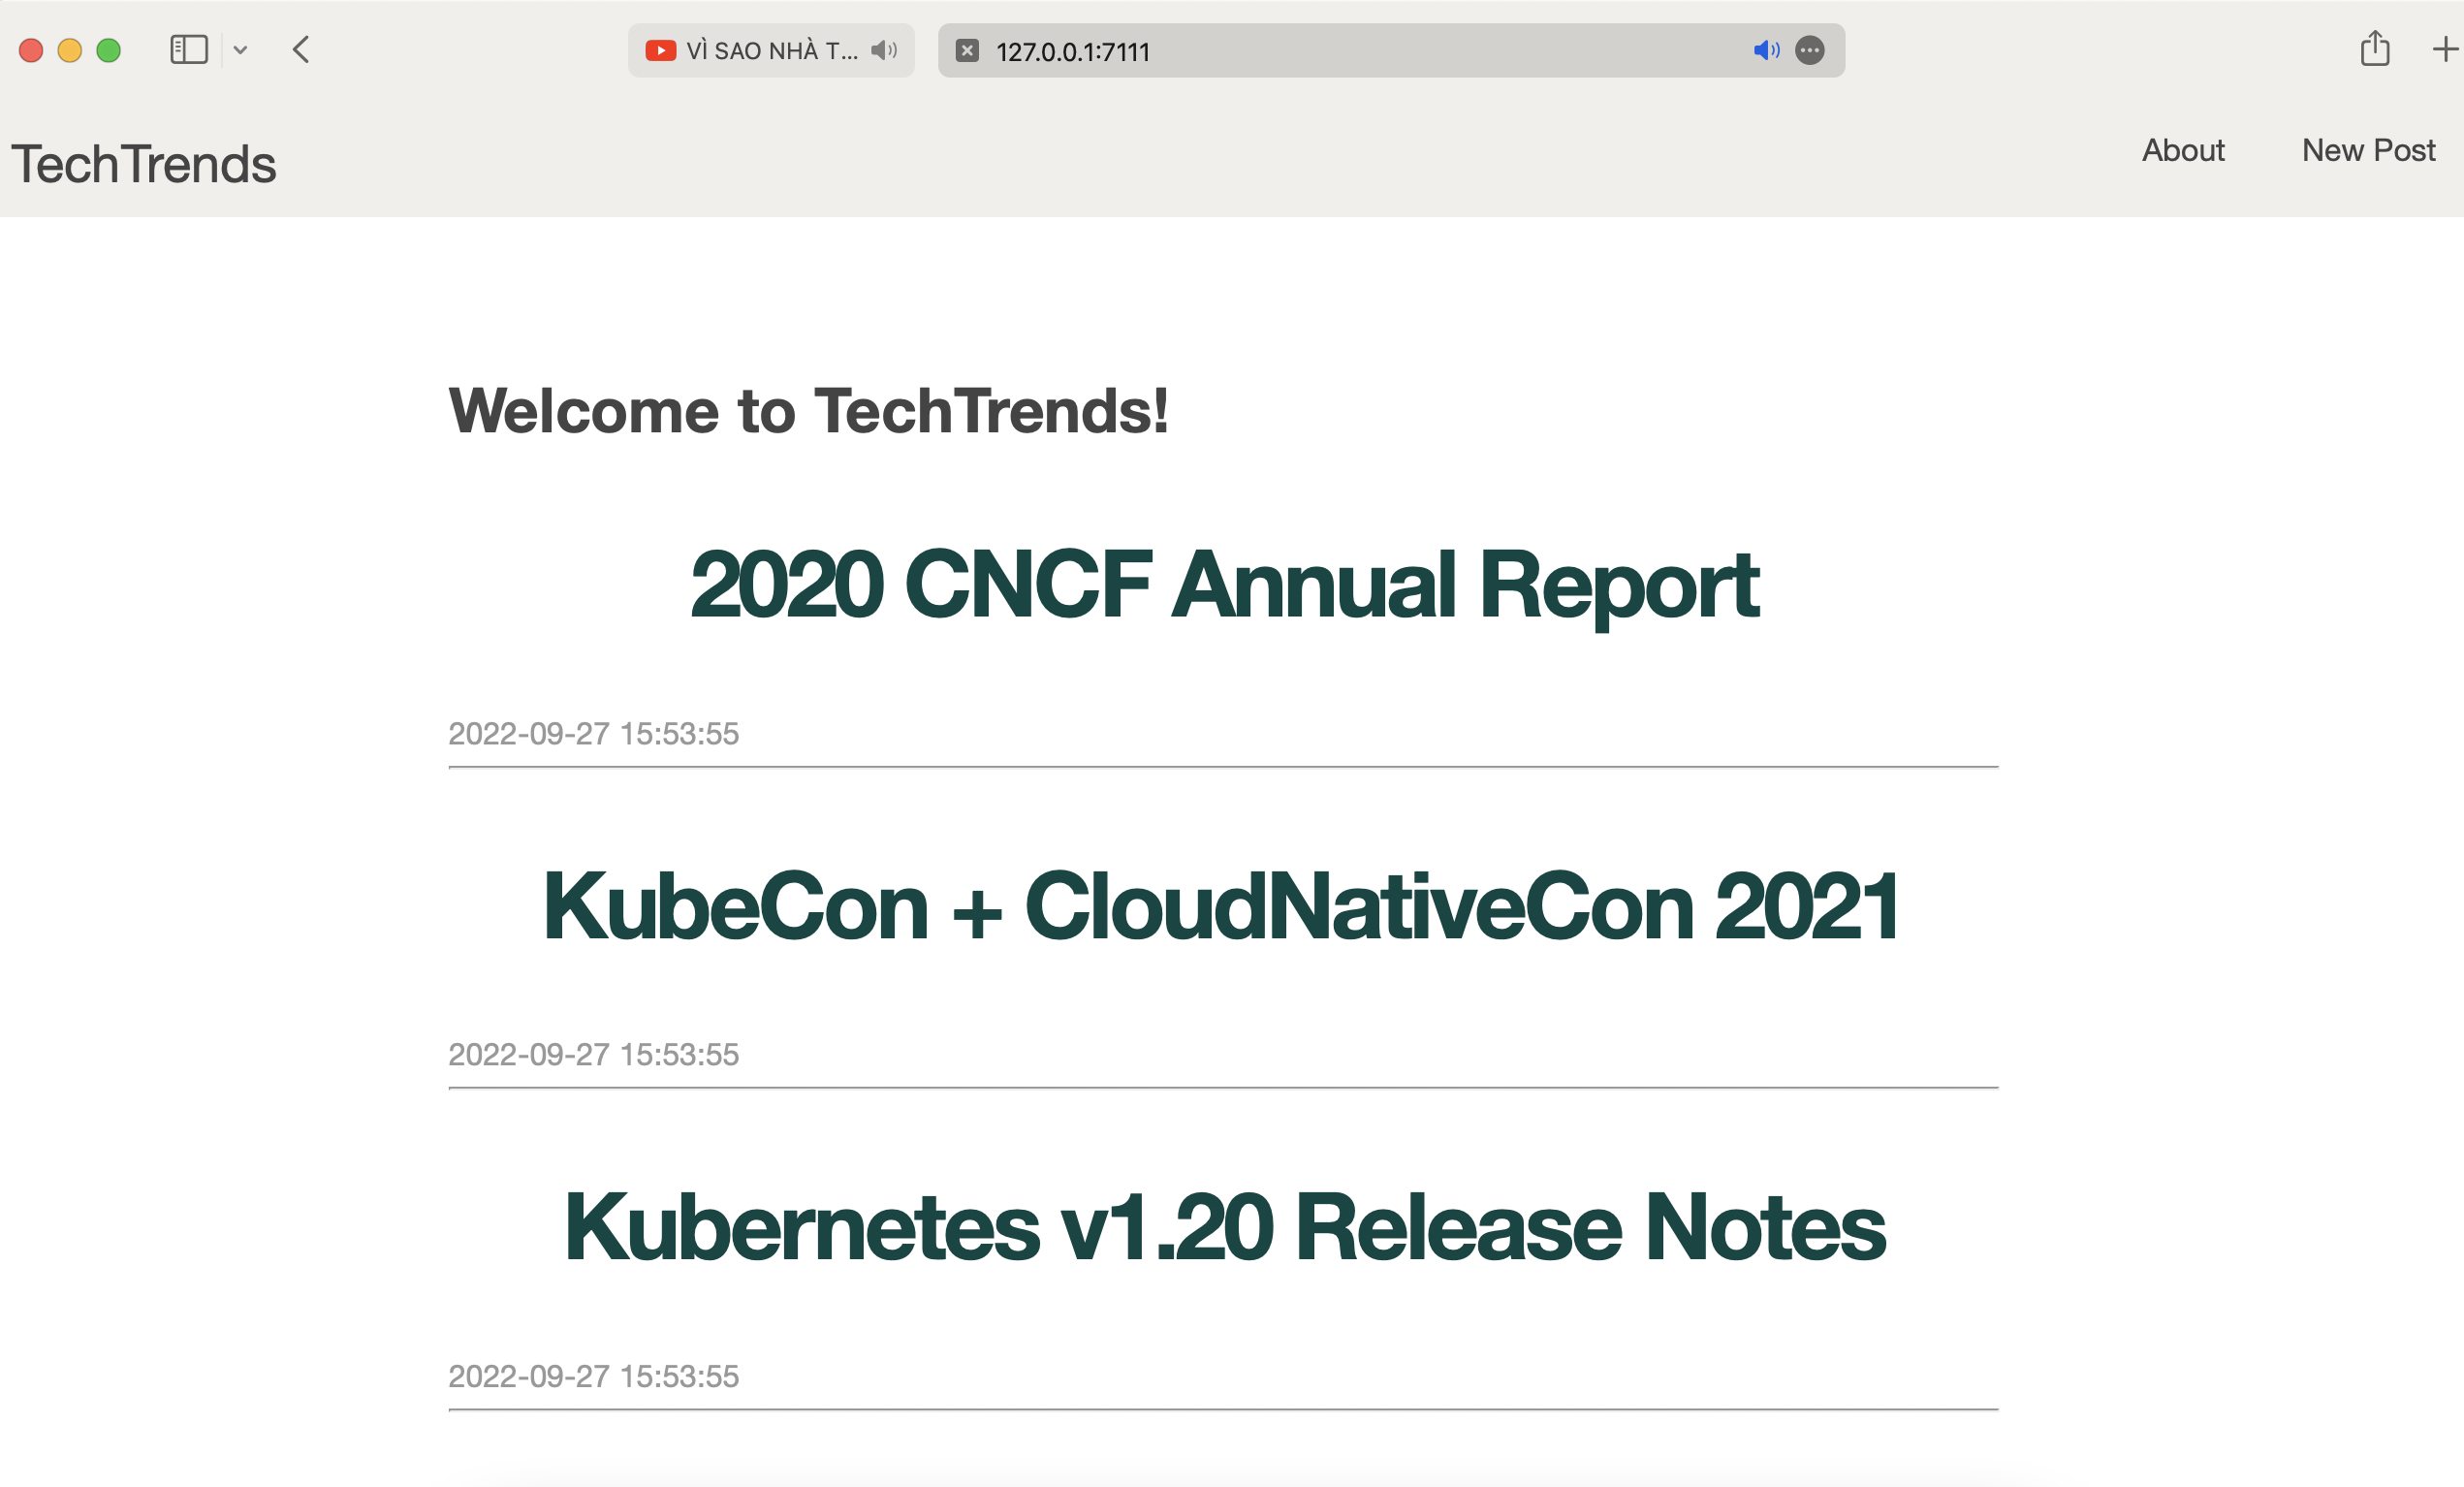 VÌ SAO NHÀ T...
127.0.0.1:7111
TechTrends
About
New Post
Welcome to TechTrends!
2020 CNCF Annual Report
2022-09-27 15:53:55
KubeCon + CloudNativeCon 2021
2022-09-27 15:53:55
Kubernetes v1.20 Release Notes
2022-09-27 15:53:55